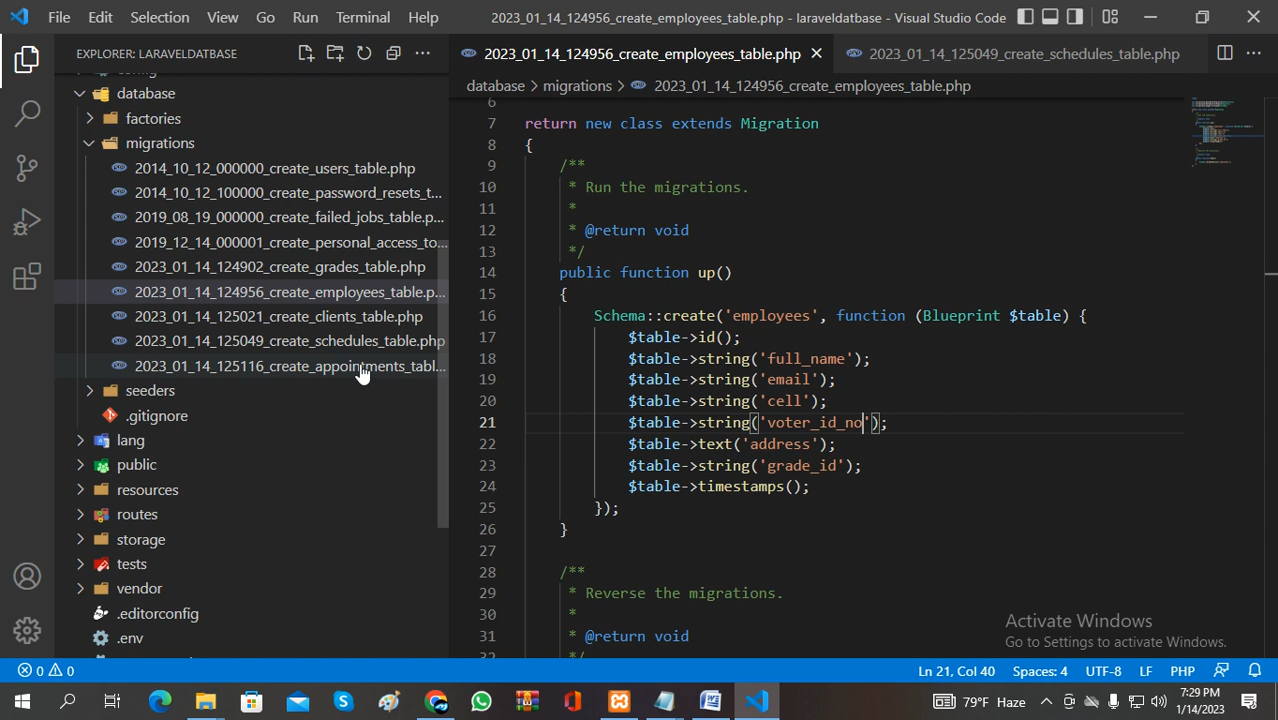 File Edit Selection View Go Run Terminal Help 2023_01_14_124956_create_employees_table.php - laraveldatbase - Visual Studio Code
EXPLORER: LARAVELDATBASE
database
factories
migrations
2014_10_12_000000_create_users_table.php
2014_10_12_100000_create_password_resets_t...
2019_08_19_000000_create_failed_jobs_table.p...
2019_12_14_000001_create_personal_access_to...
2023_01_14_124902_create_grades_table.php
2023_01_14_124956_create_employees_table.p...
2023_01_14_125021_create_clients_table.php
2023_01_14_125049_create_schedules_table.php
2023_01_14_125116_create_appointments_tabl...
seeders
.gitignore
lang
public
resources
routes
storage
tests
vendor
.editorconfig
.env
2023_01_14_124956_create_employees_table.php 2023_01_14_125049_create_schedules_table.php
database > migrations > 2023_01_14_124956_create_employees_table.php
6
7 return new class extends Migration
8 {
9 /**
10 * Run the migrations.
11 *
12 * @return void
13 */
14 public function up()
15 {
16 Schema::create('employees', function (Blueprint $table) {
17 $table->id();
18 $table->string('full_name');
19 $table->string('email');
20 $table->string('cell');
21 $table->string('voter_id_no');
22 $table->text('address');
23 $table->string('grade_id');
24 $table->timestamps();
25 });
26 }
27
28 /**
29 * Reverse the migrations.
30 *
31 * @return void
32 */
Activate Windows
Go to Settings to activate Windows.
0 0 Ln 21, Col 40 Spaces: 4 UTF-8 LF PHP
79°F Haze 7:29 PM
1/14/2023